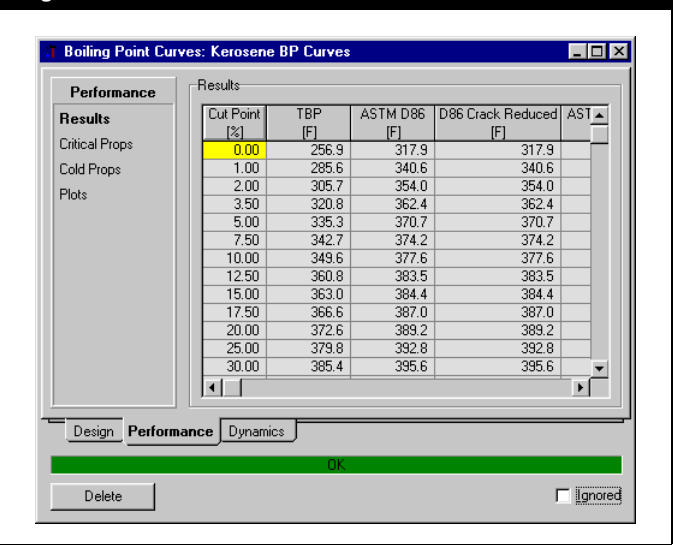 Boiling Point Curves: Kerosene BP Curves
Performance
Results
Critical Props
Cold Props
Plots
Results
Cut Point TBP ASTM D86 D86 Crack Reduced AST
[%] [F] [F] [F]
0.00 256.9 317.9 317.9
1.00 285.6 340.6 340.6
2.00 305.7 354.0 354.0
3.50 320.8 362.4 362.4
5.00 335.3 370.7 370.7
7.50 342.7 374.2 374.2
10.00 349.6 377.6 377.6
12.50 360.8 383.5 383.5
15.00 363.0 384.4 384.4
17.50 366.6 387.0 387.0
20.00 372.6 389.2 389.2
25.00 379.8 392.8 392.8
30.00 385.4 395.6 395.6
Design Performance Dynamics
OK
Delete Ignored